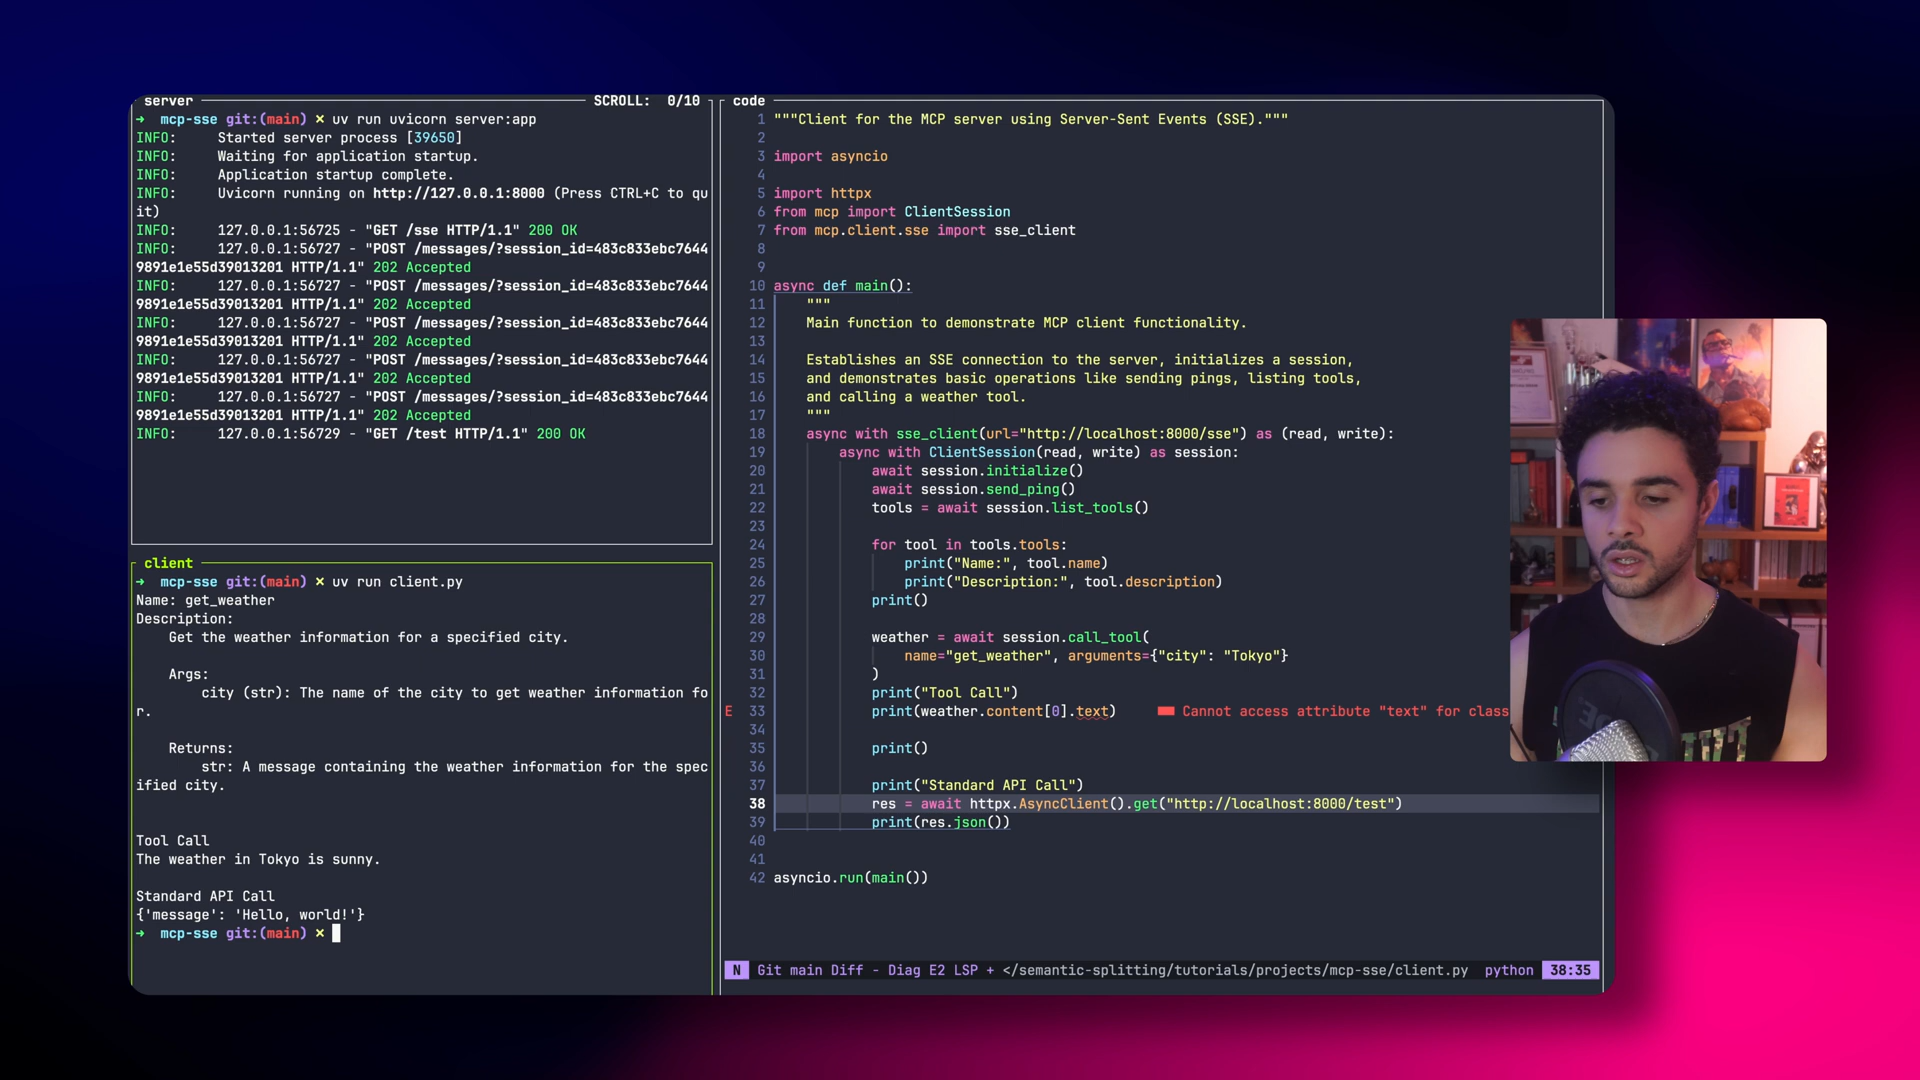 server SCROLL: 0/10
→ mcp-sse git:(main) × uv run uvicorn server:app
INFO: Started server process [39650]
INFO: Waiting for application startup.
INFO: Application startup complete.
INFO: Uvicorn running on http://127.0.0.1:8000 (Press CTRL+C to qu
it)
INFO: 127.0.0.1:56725 - "GET /sse HTTP/1.1" 200 OK
INFO: 127.0.0.1:56727 - "POST /messages/?session_id=483c833ebc7644
9891e1e55d39013201 HTTP/1.1" 202 Accepted
INFO: 127.0.0.1:56727 - "POST /messages/?session_id=483c833ebc7644
9891e1e55d39013201 HTTP/1.1" 202 Accepted
INFO: 127.0.0.1:56727 - "POST /messages/?session_id=483c833ebc7644
9891e1e55d39013201 HTTP/1.1" 202 Accepted
INFO: 127.0.0.1:56727 - "POST /messages/?session_id=483c833ebc7644
9891e1e55d39013201 HTTP/1.1" 202 Accepted
INFO: 127.0.0.1:56727 - "POST /messages/?session_id=483c833ebc7644
9891e1e55d39013201 HTTP/1.1" 202 Accepted
INFO: 127.0.0.1:56729 - "GET /test HTTP/1.1" 200 OK
client
→ mcp-sse git:(main) × uv run client.py
Name: get_weather
Description:
Get the weather information for a specified city.
Args:
city (str): The name of the city to get weather information fo
r.
Returns:
str: A message containing the weather information for the spec
ified city.
Tool Call
The weather in Tokyo is sunny.
Standard API Call
{'message': 'Hello, world!'}
→ mcp-sse git:(main) ×
code
1 """Client for the MCP server using Server-Sent Events (SSE)."""
2
3 import asyncio
4
5 import httpx
6 from mcp import ClientSession
7 from mcp.client.sse import sse_client
8
9
10 async def main():
11 """
12 Main function to demonstrate MCP client functionality.
13
14 Establishes an SSE connection to the server, initializes a session,
15 and demonstrates basic operations like sending pings, listing tools,
16 and calling a weather tool.
17 """
18 async with sse_client(url="http://localhost:8000/sse") as (read, write):
19 async with ClientSession(read, write) as session:
20 await session.initialize()
21 await session.send_ping()
22 tools = await session.list_tools()
23
24 for tool in tools.tools:
25 print("Name:", tool.name)
26 print("Description:", tool.description)
27 print()
28
29 weather = await session.call_tool(
30 name="get_weather", arguments={"city": "Tokyo"}
31 )
32 print("Tool Call")
E 33 print(weather.content[0].text) Cannot access attribute "text" for class
34
35 print()
36
37 print("Standard API Call")
38 res = await httpx.AsyncClient().get("http://localhost:8000/test")
39 print(res.json())
40
41
42 asyncio.run(main())
N Git main Diff - Diag E2 LSP + </semantic-splitting/tutorials/projects/mcp-sse/client.py python 38:35